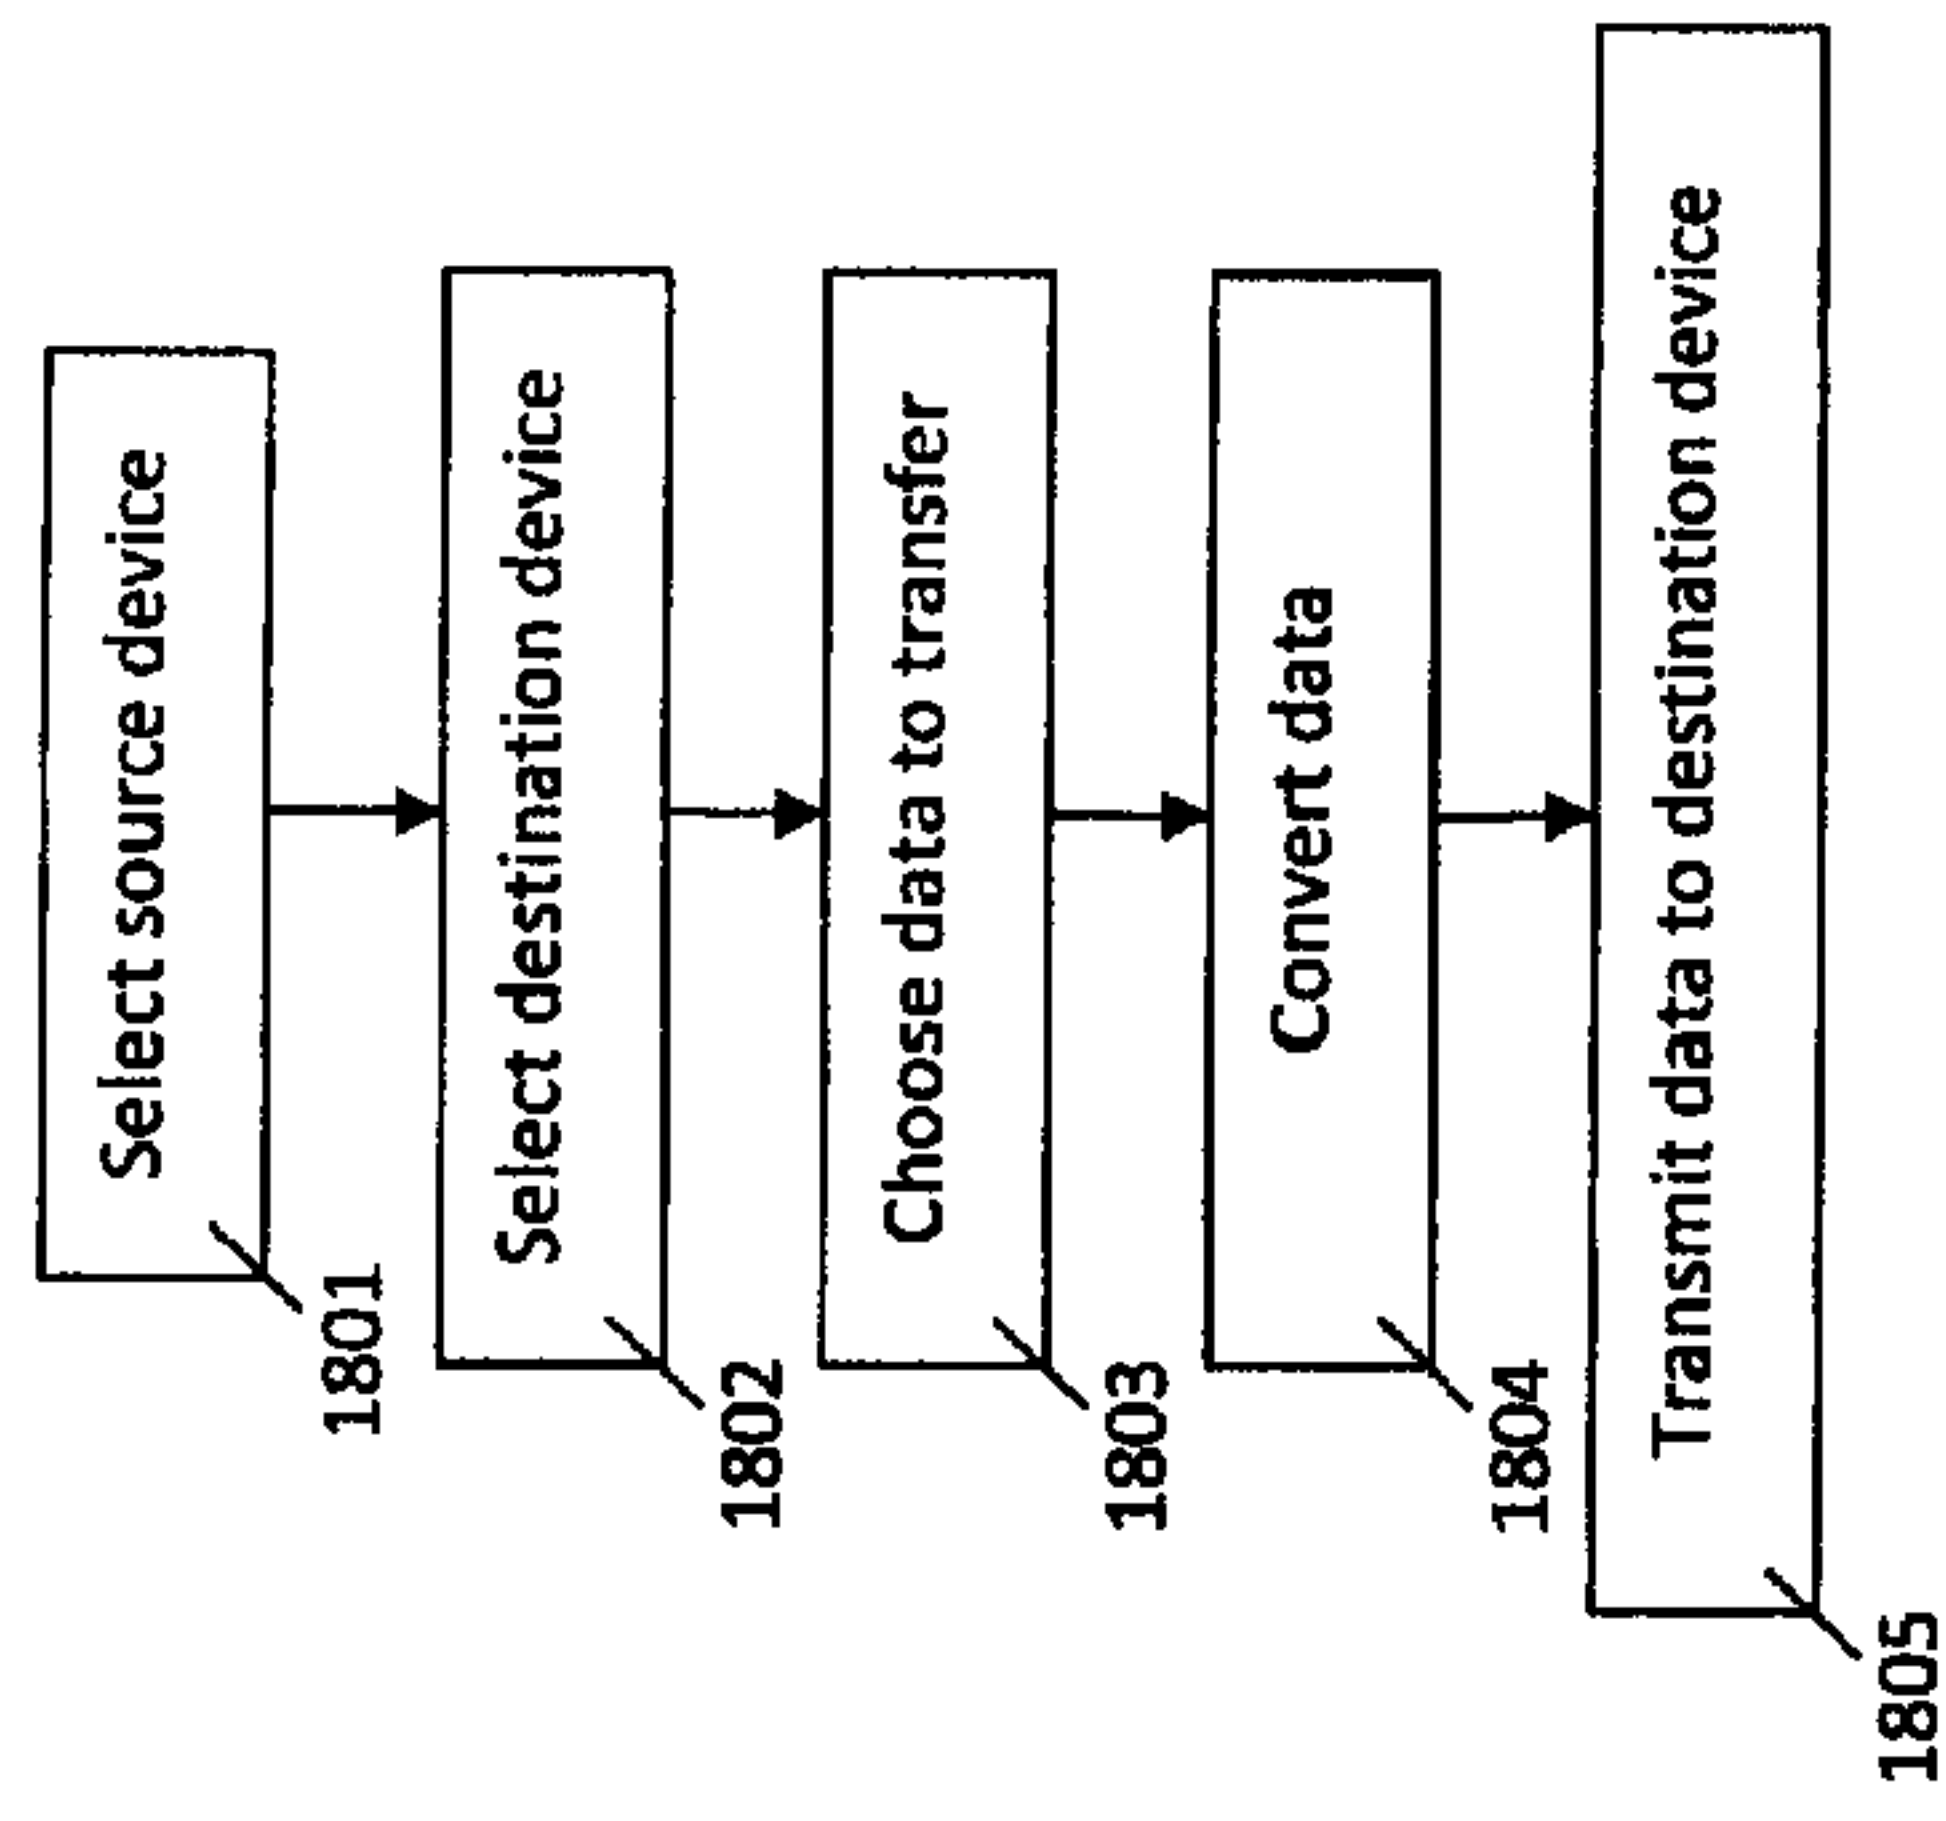 Select source device
1801
Select destination device
1802
Choose data to transfer
1803
Convert data
1804
Transmit data to destination device
1805